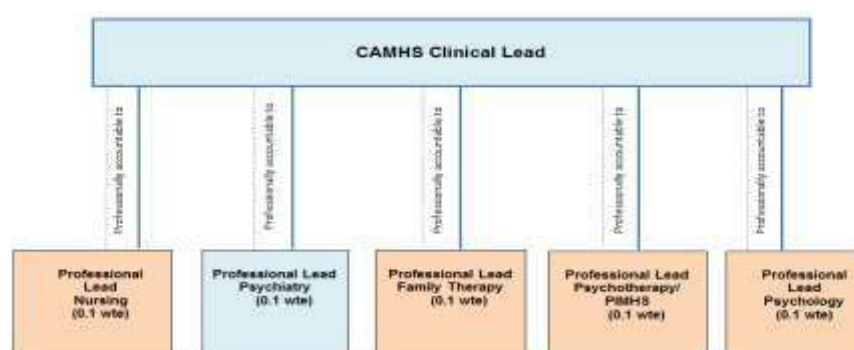 CAMHS Clinical Lead
Professionally accountable to
Professionally accountable to
Professionally accountable to
Professionally accountable to
Professionally accountable to
Professional
Lead
Nursing
(0.1 wte)
Professional Lead
Psychiatry
(0.1 wte)
Professional Lead
Family Therapy
(0.1 wte)
Professional Lead
Psychotherapy/
PIMHS
(0.1 wte)
Professional
Lead
Psychology
(0.1 wte)